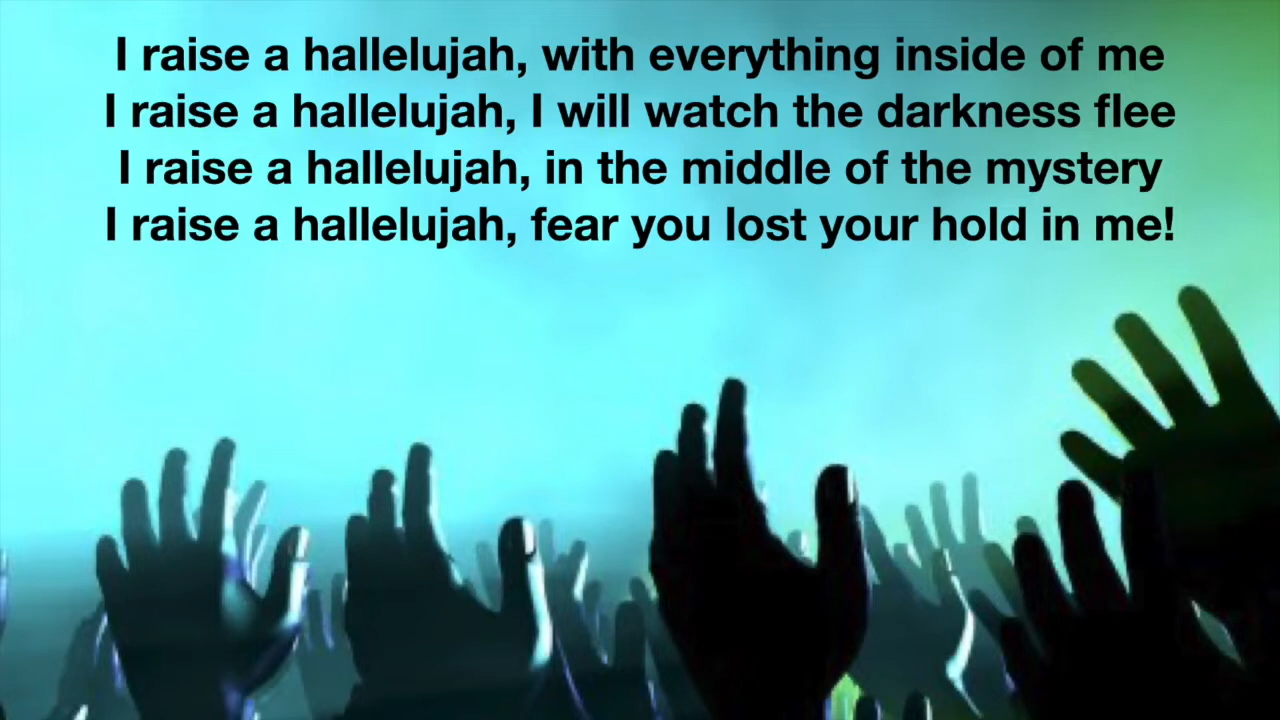 I raise a hallelujah, with everything inside of me
I raise a hallelujah, I will watch the darkness flee
I raise a hallelujah, in the middle of the mystery
I raise a hallelujah, fear you lost your hold in me!